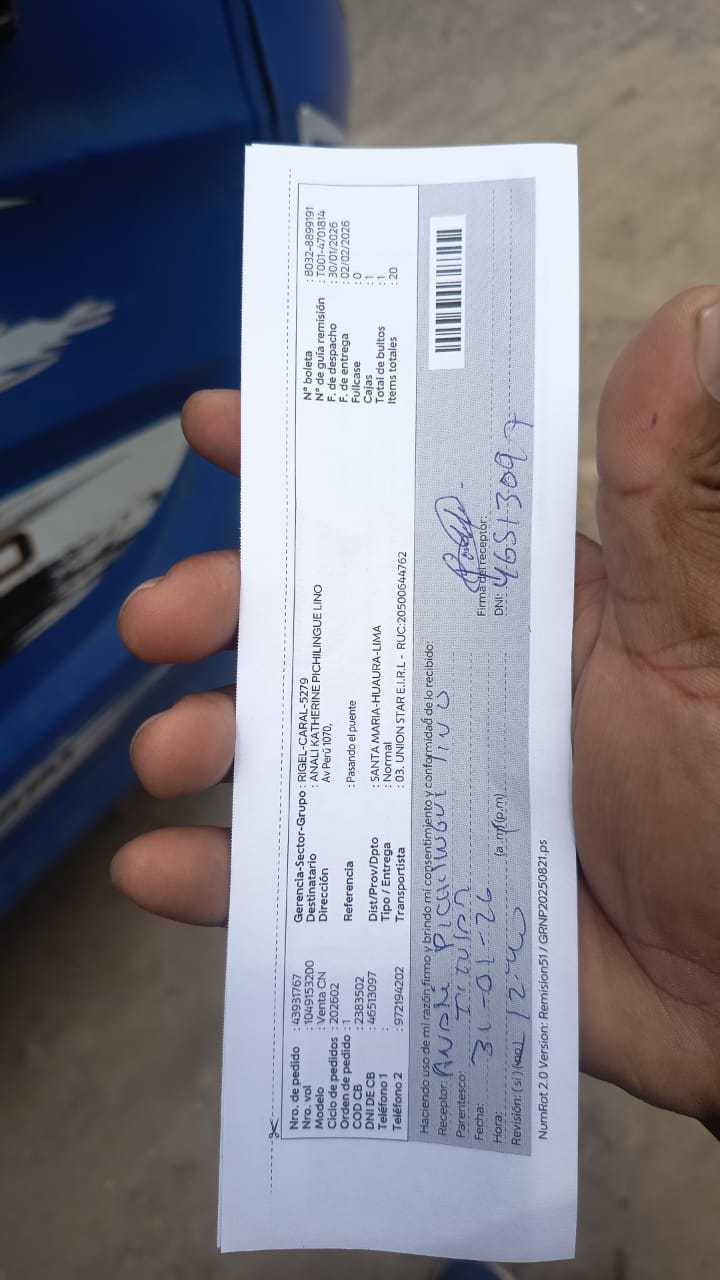 Nro. de pedido : 43931767
Nro. vol : 1049153200
Modelo : Venta CN
Ciclo de pedidos : 202602
Orden de pedido : 1
COD CB : 2383502
DNI DE CB : 46513097
Teléfono 1 :
Teléfono 2 : 972194202
Gerencia-Sector-Grupo : RIGEL-CARAL-5279
Destinatario : ANALI KATHERINE PICHILINGUE LINO
Dirección Av Perú 1070,
Referencia : Pasando el puente
Dist/Prov/Dpto : SANTA MARIA-HUAURA-LIMA
Tipo / Entrega : Normal
Transportista : 03. UNION STAR E.I.R.L - RUC:20500644762
N° boleta : B032-8899191
N° de guía remisión : T001-4701814
F. de despacho : 30/01/2026
F. de entrega : 02/02/2026
Fullcase : 0
Cajas : 1
Total de bultos : 1
Items totales : 20
Haciendo uso de mi razón firmo y brindo mi consentimiento y conformidad de lo recibido:
Receptor: ANALI PICHILINGUE LINO
Parentesco: TITULAR
Fecha: 31-01-26
Hora: 12:40 (a.m/(p.m)
Revisión: (si) (no)
Firma del receptor:
DNI: 46513097
NumRot 2.0 Version: Remision51 / GRNP20250821.ps